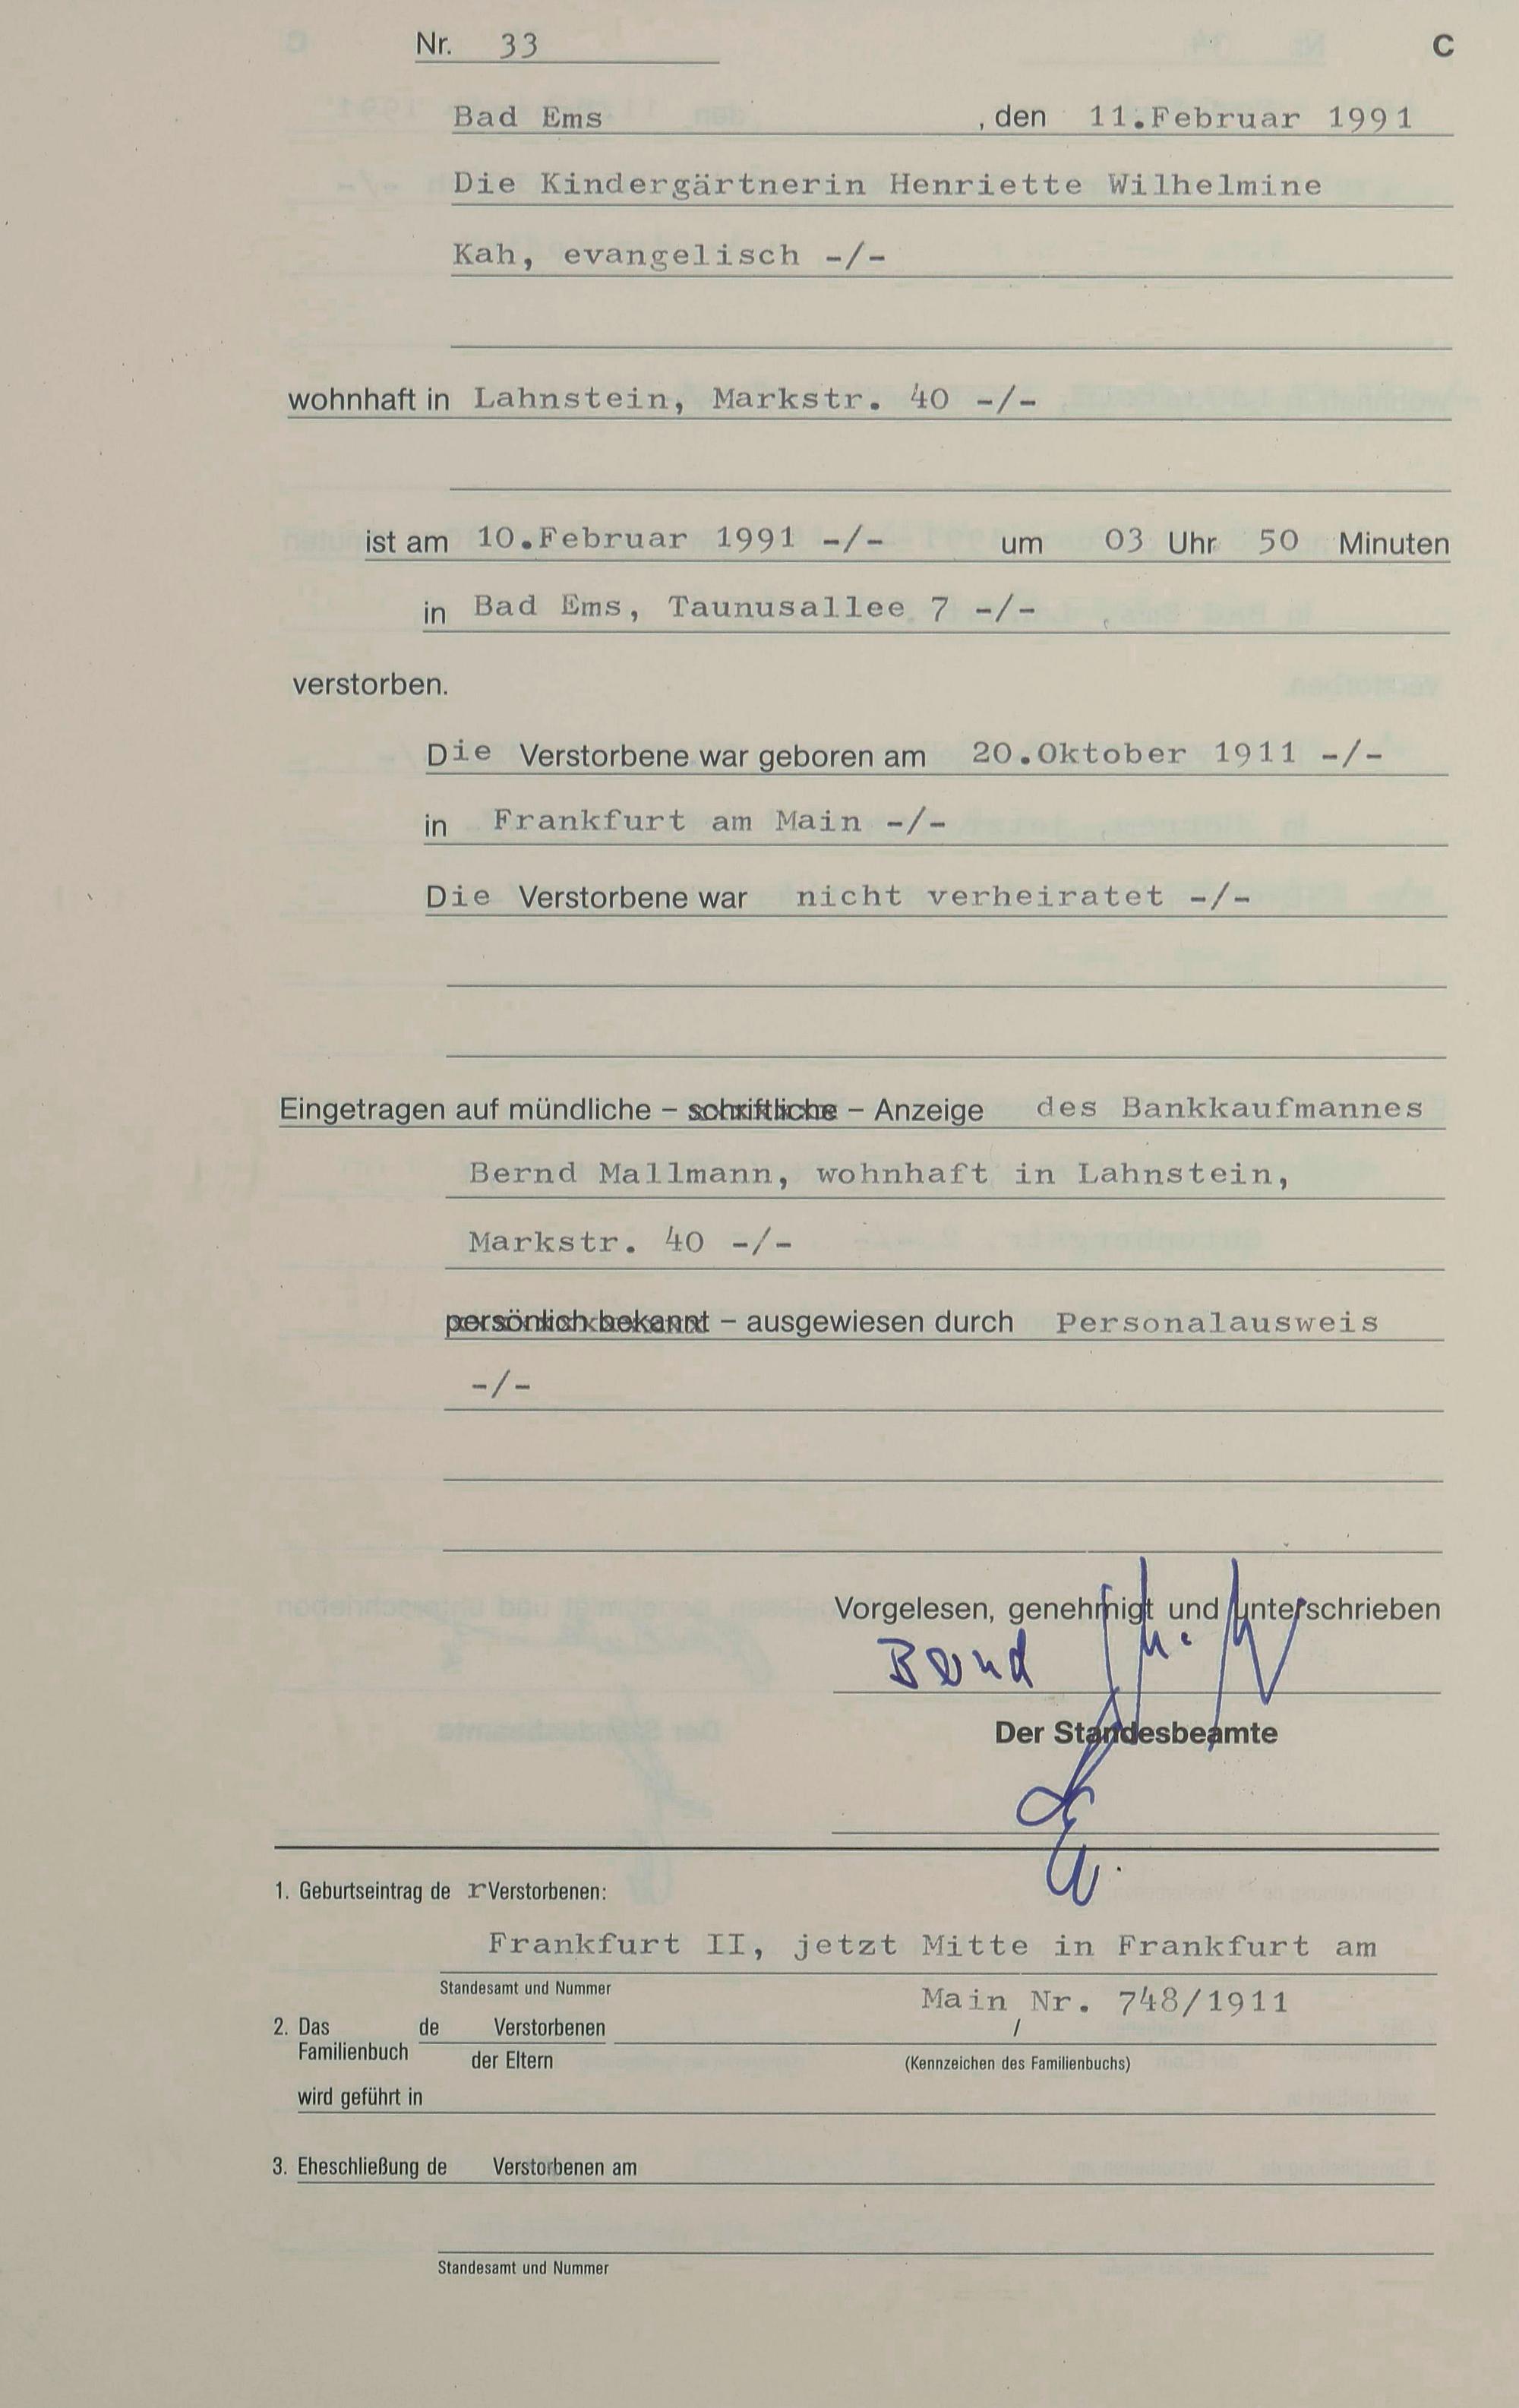 Nr. 33
C
Bad Ems , den 11.Februar 1991
Die Kindergärtnerin Henriette Wilhelmine
Kah, evangelisch -/-
wohnhaft in Lahnstein, Markstr. 40 -/-
ist am 10.Februar 1991 -/- um 03 Uhr 50 Minuten
in Bad Ems, Taunusallee 7 -/-
verstorben.
Die Verstorbene war geboren am 20.Oktober 1911 -/-
in Frankfurt am Main -/-
Die Verstorbene war nicht verheiratet -/-
Eingetragen auf mündliche – schriftliche – Anzeige des Bankkaufmannes
Bernd Mallmann, wohnhaft in Lahnstein,
Markstr. 40 -/-
persönlich bekannt – ausgewiesen durch Personalausweis
-/-
Vorgelesen, genehmigt und unterschrieben
Bernd
Der Standesbeamte
1. Geburtseintrag de r Verstorbenen:
Frankfurt II, jetzt Mitte in Frankfurt am
Standesamt und Nummer
Main Nr. 748/1911
2. Das de Verstorbenen /
Familienbuch der Eltern (Kennzeichen des Familienbuchs)
wird geführt in
3. Eheschließung de Verstorbenen am
Standesamt und Nummer